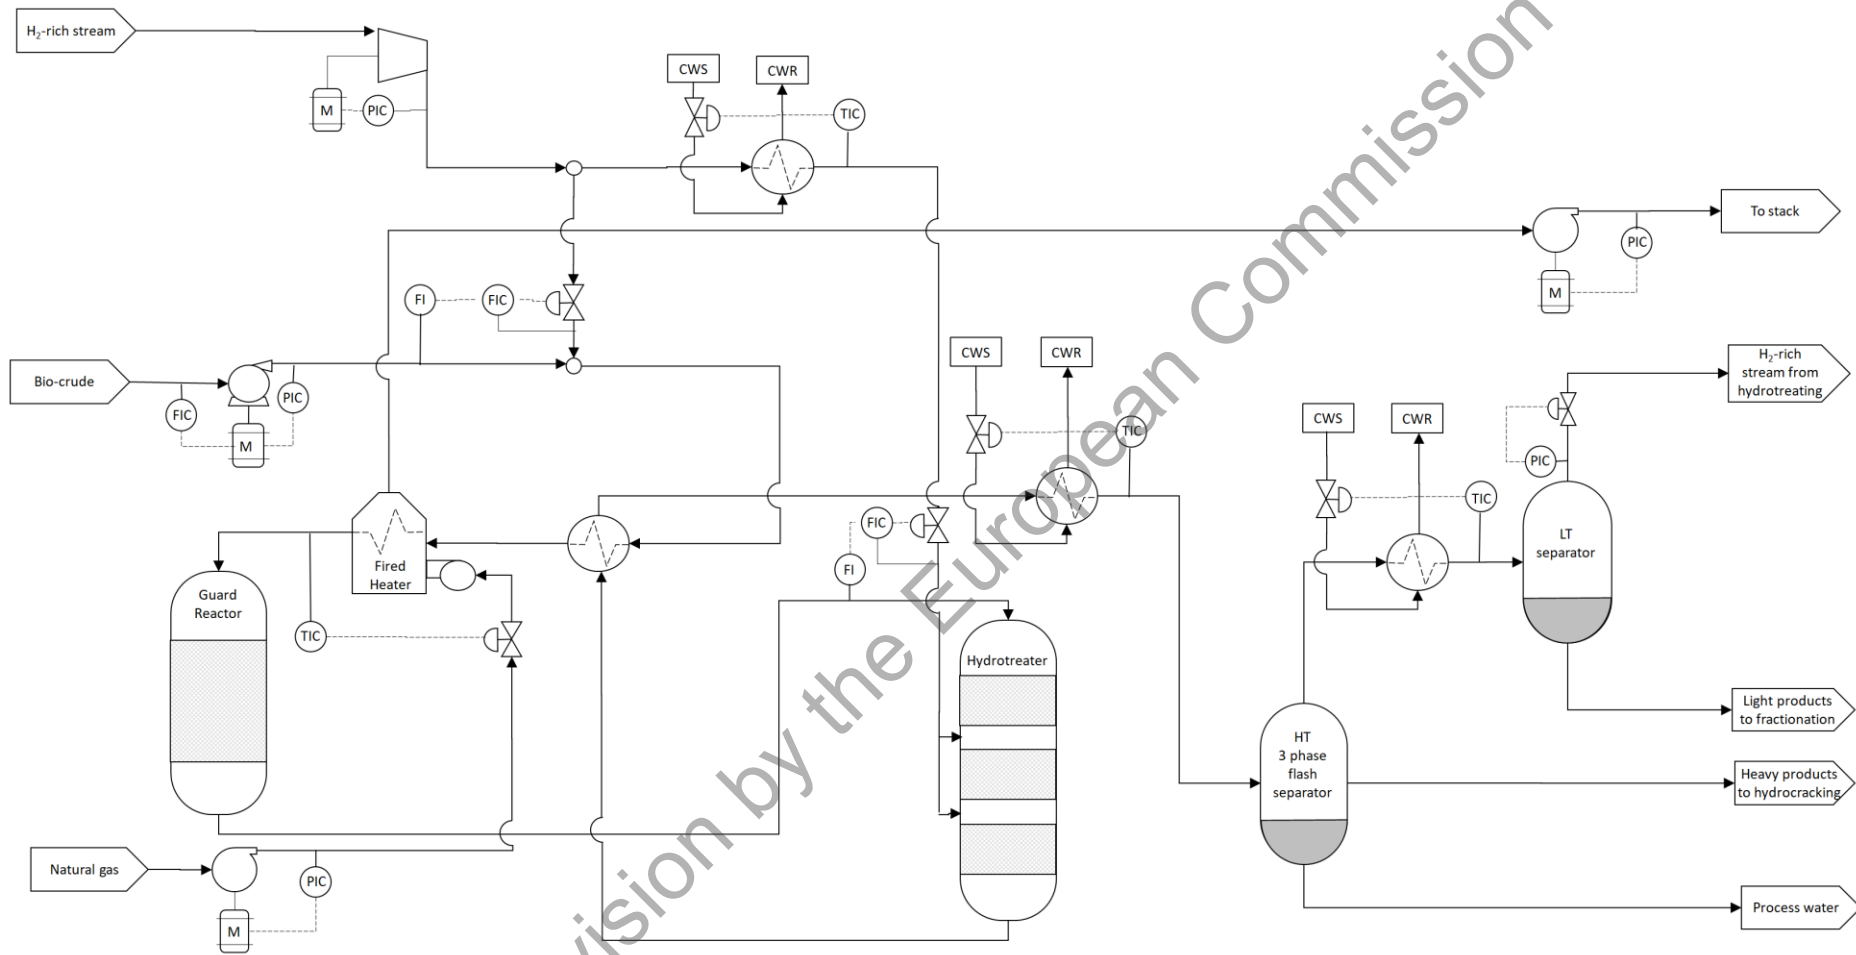 H2-rich stream
M
PIC
CWS
CWR
TIC
To stack
PIC
M
FI
FIC
Bio-crude
FIC
PIC
M
CWS
CWR
TIC
H2-rich
stream from
hydrotreating
CWS
CWR
PIC
TIC
LT
separator
FIC
FI
Fired
Heater
Guard
Reactor
TIC
Hydrotreater
Light products
to fractionation
HT
3 phase
flash
separator
Heavy products
to hydrocracking
Natural gas
PIC
M
Process water
vision by the European Commission